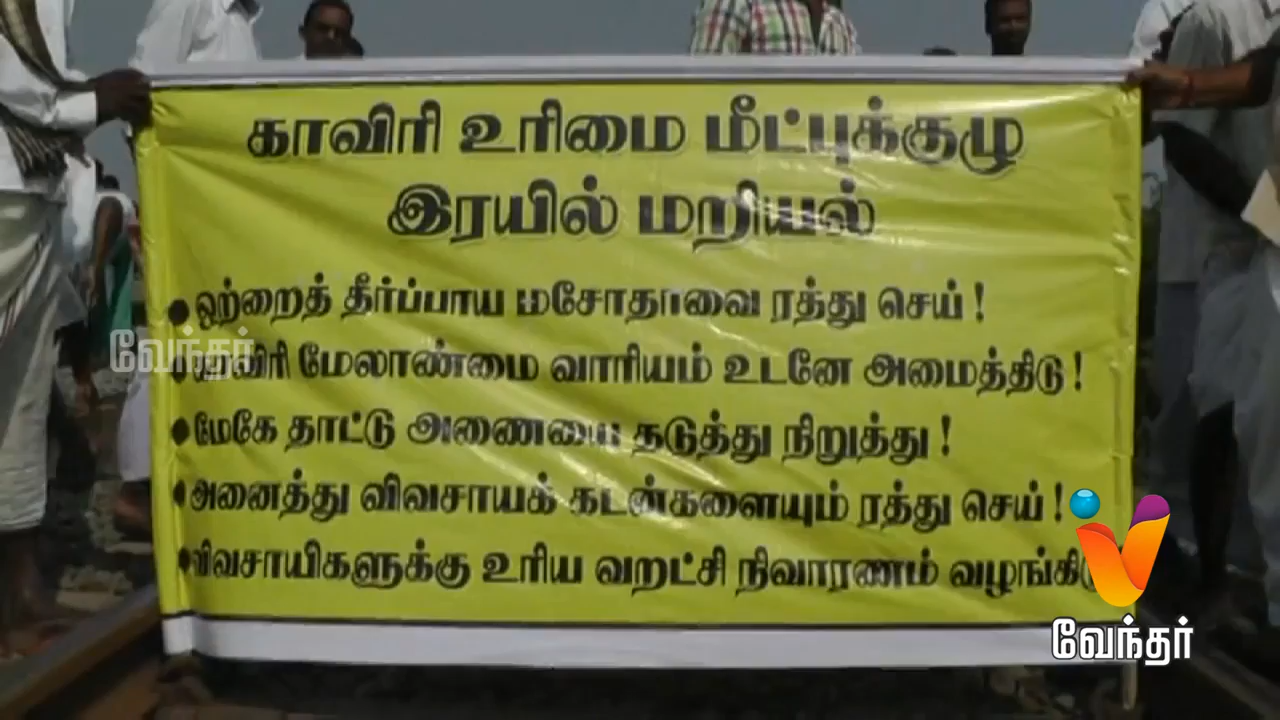 காவிரி உரிமை மீட்புக்குழு
இரயில் மறியல்
• ஒற்றைத் தீர்ப்பாய மசோதாவை ரத்து செய் !
• காவிரி மேலாண்மை வாரியம் உடனே அமைத்திடு !
• மேகே தாட்டு அணையை தடுத்து நிறுத்து !
• அனைத்து விவசாயக் கடன்களையும் ரத்து செய் !
• விவசாயிகளுக்கு உரிய வறட்சி நிவாரணம் வழங்கிடு
வேந்தர்
வேந்தர்